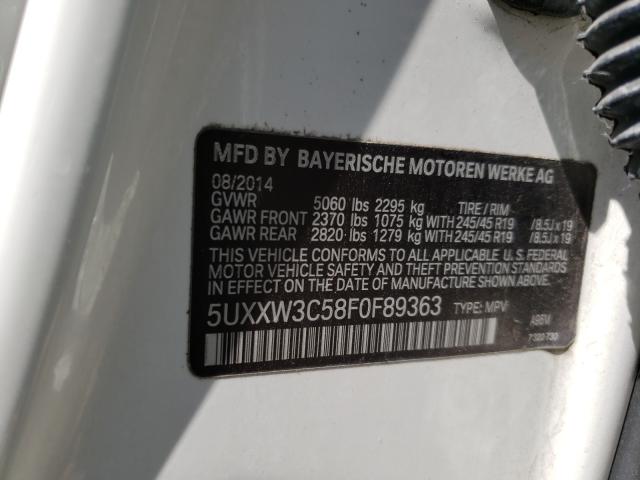 MFD BY BAYERISCHE MOTOREN WERKE AG
08/2014
GVWR 5060 lbs 2295 kg TIRE / RIM
GAWR FRONT 2370 lbs 1075 kg WITH 245/45 R19 / 8.5J x 19
GAWR REAR 2820 lbs 1279 kg WITH 245/45 R19 / 8.5J x 19
THIS VEHICLE CONFORMS TO ALL APPLICABLE U.S. FEDERAL
MOTOR VEHICLE SAFETY AND THEFT PREVENTION STANDARDS
IN EFFECT ON THE DATE OF MANUFACTURE SHOWN ABOVE.
5UXXW3C58F0F89363 TYPE: MPV
7320730